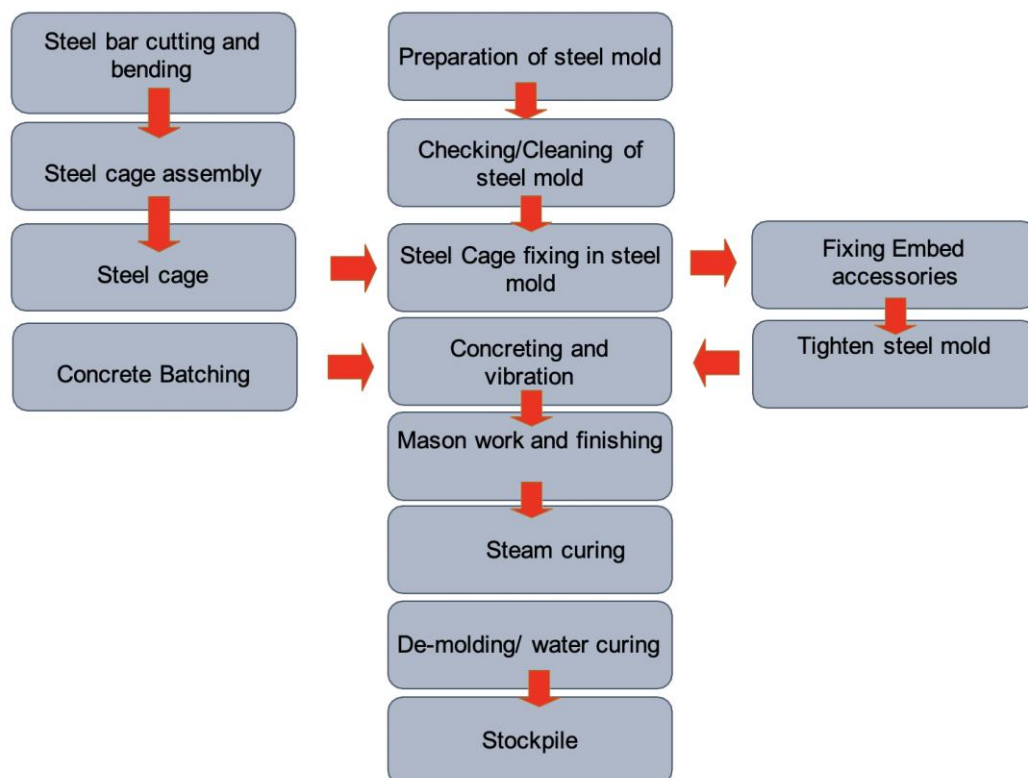 Steel bar cutting and
bending
Preparation of steel mold
Steel cage assembly
Checking/Cleaning of
steel mold
Steel cage
Steel Cage fixing in steel
mold
Fixing Embed
accessories
Concrete Batching
Concreting and
vibration
Tighten steel mold
Mason work and finishing
Steam curing
De-molding/ water curing
Stockpile